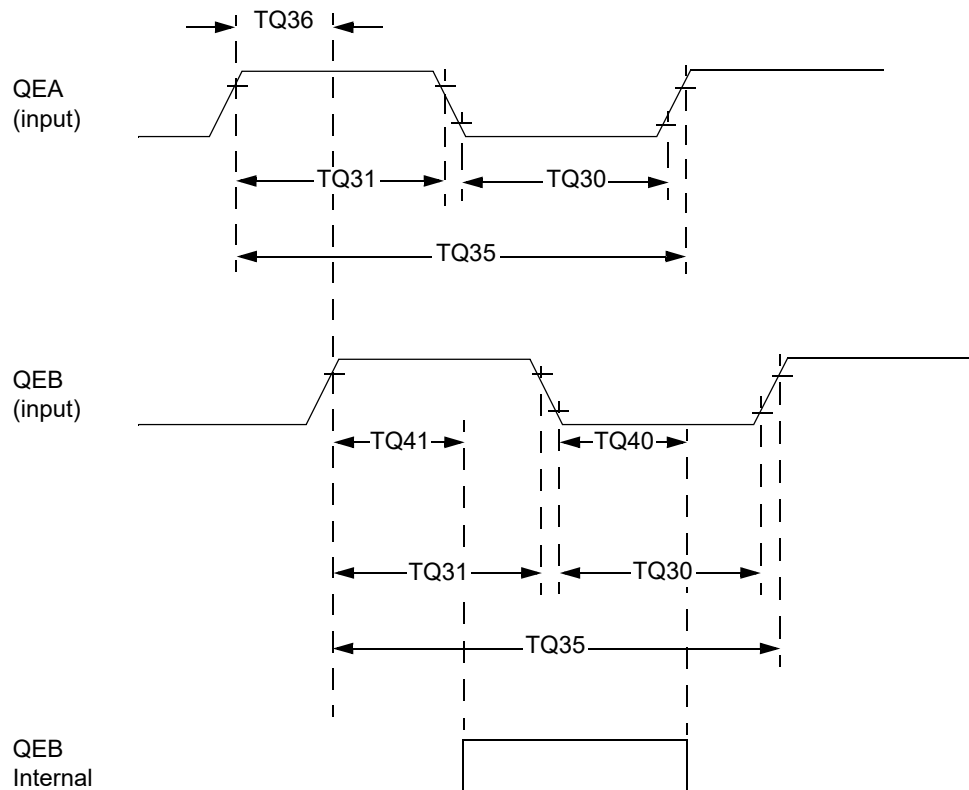 TQ36
QEA
(input)
TQ31
TQ30
TQ35
QEB
(input)
TQ41
TQ40
TQ31
TQ30
TQ35
QEB
Internal